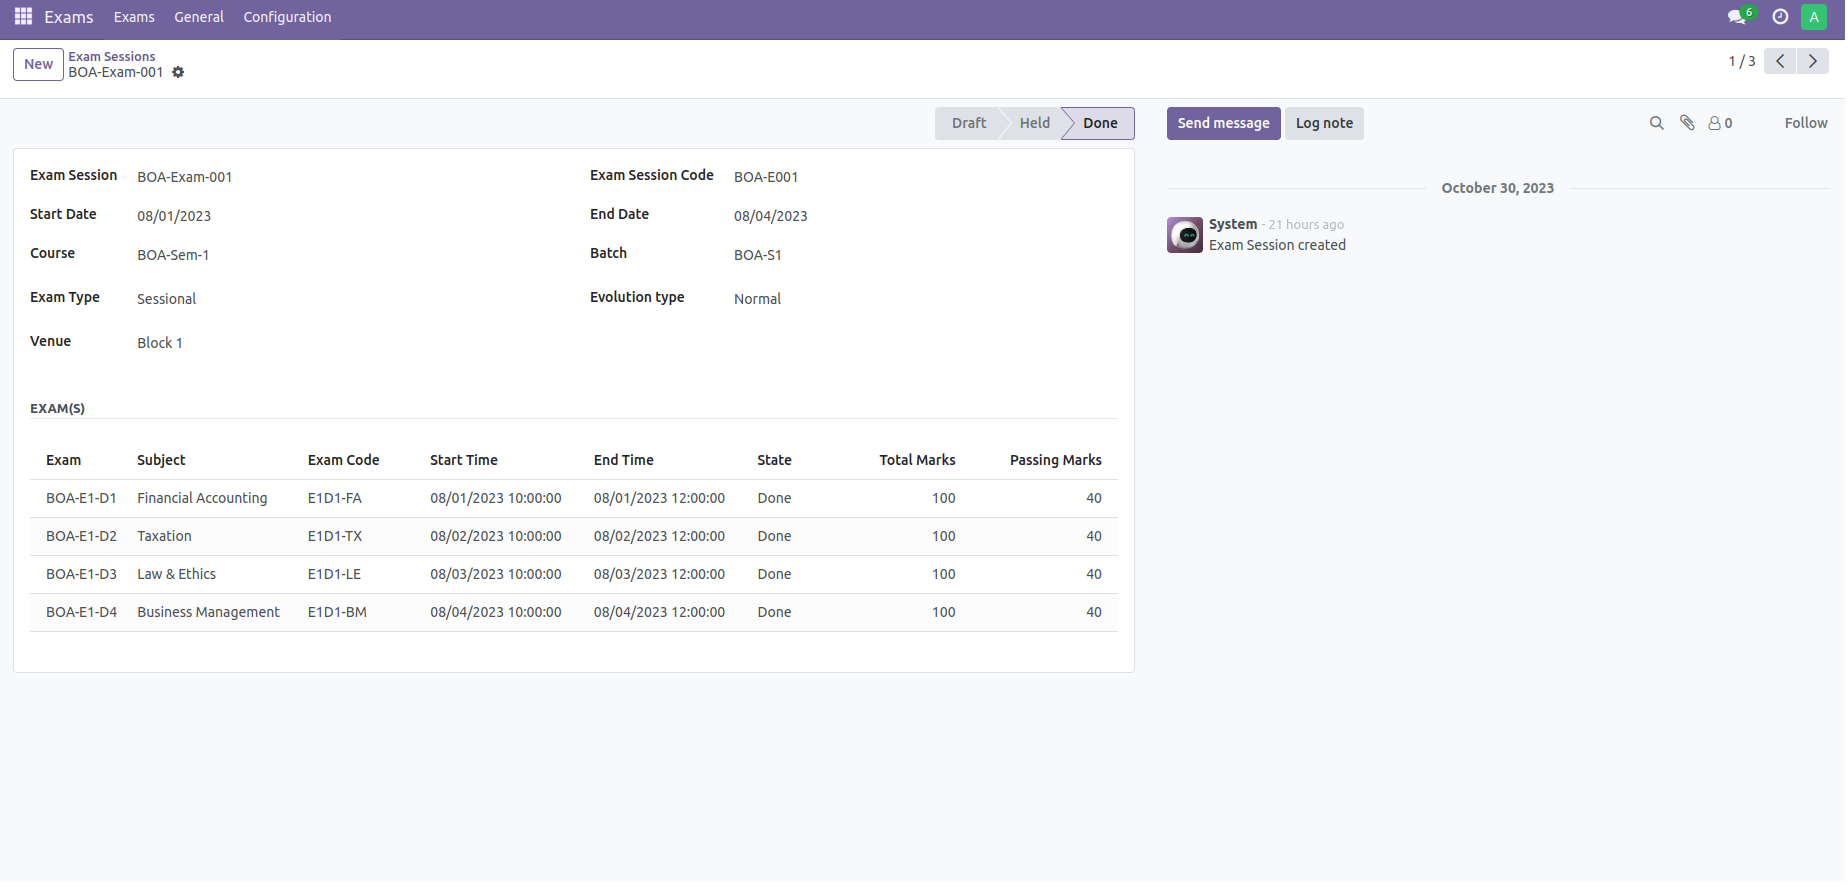 Exams Exams General Configuration 6 A
New Exam Sessions
BOA-Exam-001
1 / 3
Draft Held Done
Send message Log note 0 Follow
Exam Session BOA-Exam-001 Exam Session Code BOA-E001
Start Date 08/01/2023 End Date 08/04/2023
Course BOA-Sem-1 Batch BOA-S1
Exam Type Sessional Evolution type Normal
Venue Block 1
EXAM(S)
Exam Subject Exam Code Start Time End Time State Total Marks Passing Marks
BOA-E1-D1 Financial Accounting E1D1-FA 08/01/2023 10:00:00 08/01/2023 12:00:00 Done 100 40
BOA-E1-D2 Taxation E1D1-TX 08/02/2023 10:00:00 08/02/2023 12:00:00 Done 100 40
BOA-E1-D3 Law & Ethics E1D1-LE 08/03/2023 10:00:00 08/03/2023 12:00:00 Done 100 40
BOA-E1-D4 Business Management E1D1-BM 08/04/2023 10:00:00 08/04/2023 12:00:00 Done 100 40
October 30, 2023
System - 21 hours ago
Exam Session created